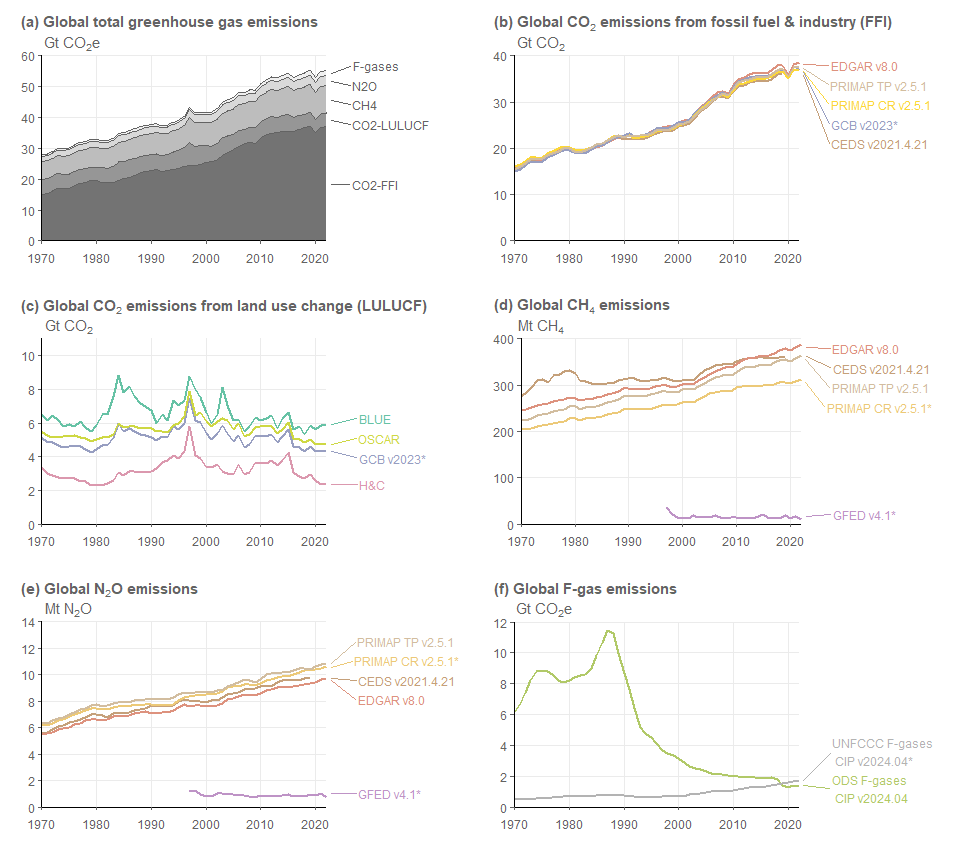 (a) Global total greenhouse gas emissions
Gt CO2e
60
50
40
30
20
10
0
1970 1980 1990 2000 2010 2020
F-gases
N2O
CH4
CO2-LULUCF
CO2-FFI
(b) Global CO₂ emissions from fossil fuel & industry (FFI)
Gt CO₂
40
30
20
10
0
1970 1980 1990 2000 2010 2020
EDGAR v8.0
PRIMAP TP v2.5.1
PRIMAP CR v2.5.1
GCB v2023*
CEDS v2021.4.21
(c) Global CO₂ emissions from land use change (LULUCF)
Gt CO₂
10
8
6
4
2
0
1970 1980 1990 2000 2010 2020
BLUE
OSCAR
GCB v2023*
H&C
(d) Global CH₄ emissions
Mt CH₄
400
300
200
100
0
1970 1980 1990 2000 2010 2020
EDGAR v8.0
CEDS v2021.4.21
PRIMAP TP v2.5.1
PRIMAP CR v2.5.1*
GFED v4.1*
(e) Global N₂O emissions
Mt N₂O
14
12
10
8
6
4
2
0
1970 1980 1990 2000 2010 2020
PRIMAP TP v2.5.1
PRIMAP CR v2.5.1*
CEDS v2021.4.21
EDGAR v8.0
GFED v4.1*
(f) Global F-gas emissions
Gt CO₂e
12
10
8
6
4
2
0
1970 1980 1990 2000 2010 2020
UNFCCC F-gases
CIP v2024.04*
ODS F-gases
CIP v2024.04